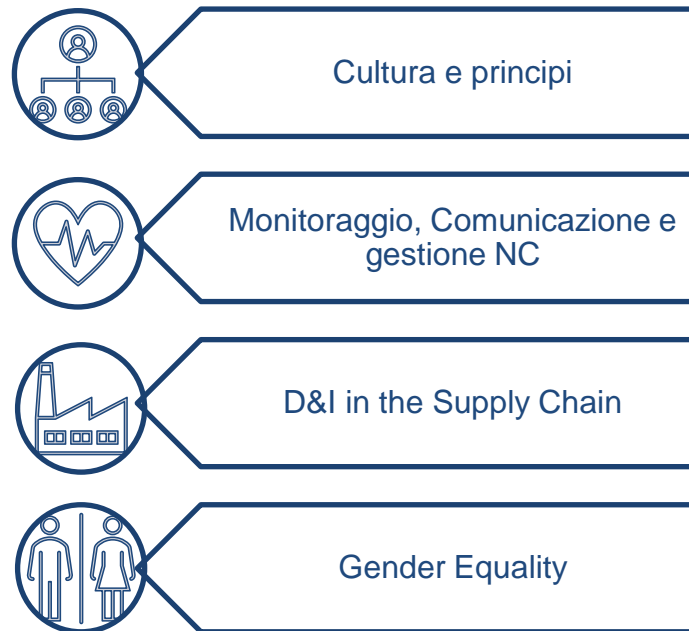 Cultura e principi
Monitoraggio, Comunicazione e
gestione NC
D&I in the Supply Chain
Gender Equality